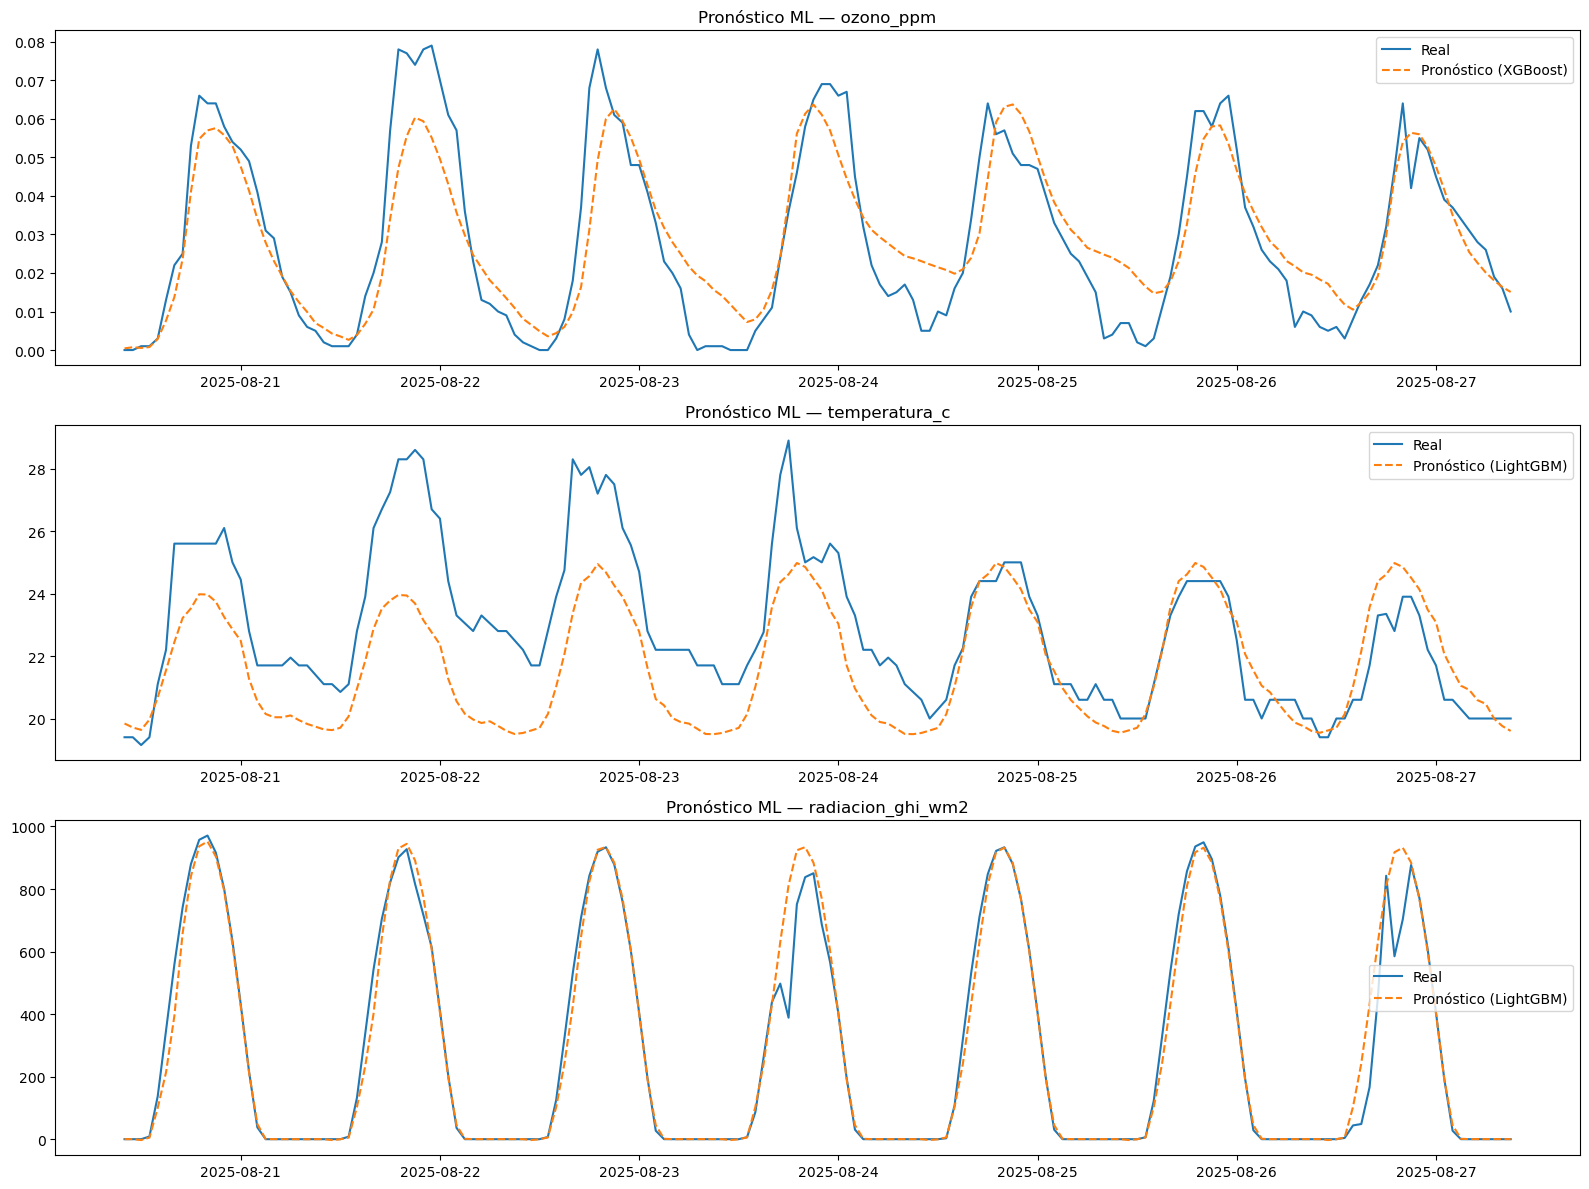 Pronóstico ML — ozono_ppm
0.08
0.07
0.06
0.05
0.04
0.03
0.02
0.01
0.00
Real
Pronóstico (XGBoost)
2025-08-21 2025-08-22 2025-08-23 2025-08-24 2025-08-25 2025-08-26 2025-08-27
Pronóstico ML — temperatura_c
28
26
24
22
20
Real
Pronóstico (LightGBM)
2025-08-21 2025-08-22 2025-08-23 2025-08-24 2025-08-25 2025-08-26 2025-08-27
Pronóstico ML — radiacion_ghi_wm2
1000
800
600
400
200
0
Real
Pronóstico (LightGBM)
2025-08-21 2025-08-22 2025-08-23 2025-08-24 2025-08-25 2025-08-26 2025-08-27